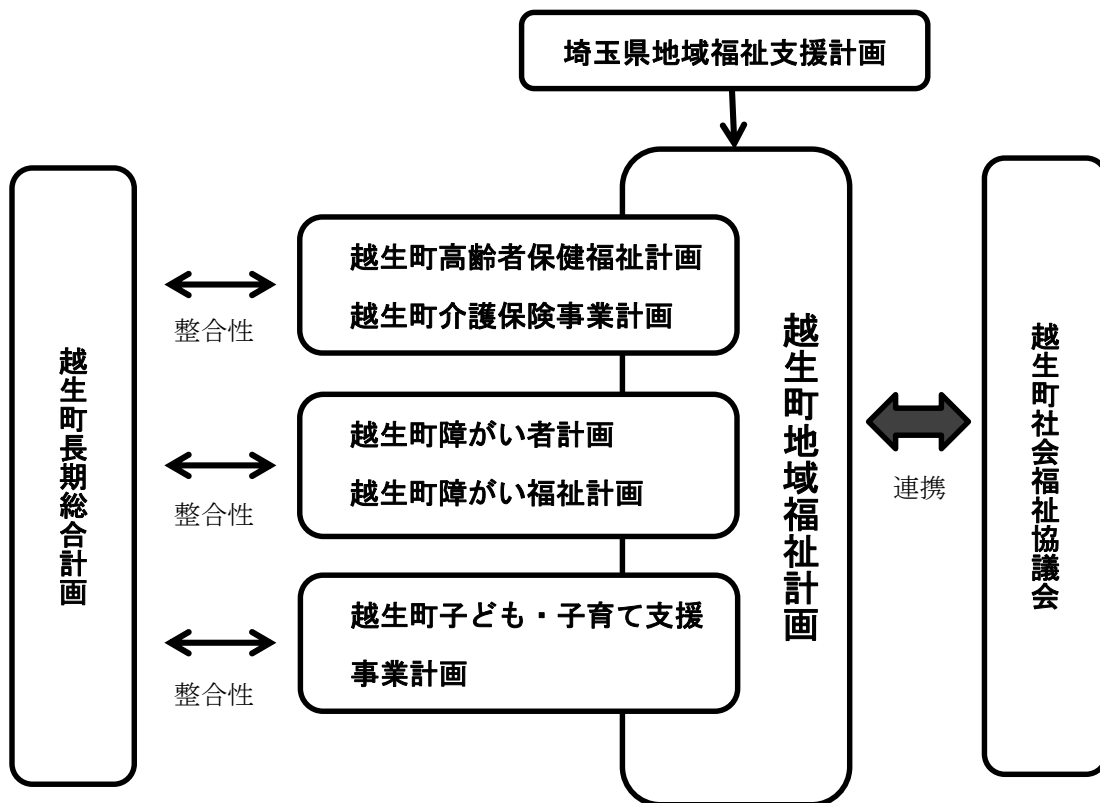 埼玉県地域福祉支援計画
越生町長期総合計画
整合性
越生町高齢者保健福祉計画
越生町介護保険事業計画
整合性
越生町障がい者計画
越生町障がい福祉計画
整合性
越生町子ども・子育て支援
事業計画
越生町地域福祉計画
連携
越生町社会福祉協議会